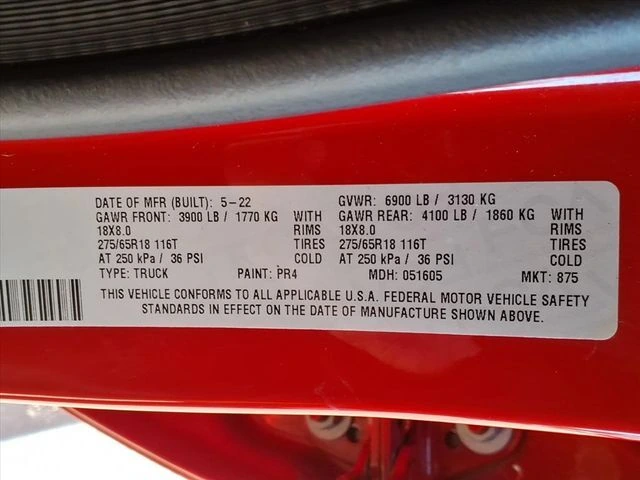 DATE OF MFR (BUILT): 5-22 GVWR: 6900 LB / 3130 KG
GAWR FRONT: 3900 LB / 1770 KG WITH GAWR REAR: 4100 LB / 1860 KG WITH
18X8.0 RIMS 18X8.0 RIMS
275/65R18 116T TIRES 275/65R18 116T TIRES
AT 250 kPa / 36 PSI COLD AT 250 kPa / 36 PSI COLD
TYPE: TRUCK PAINT: PR4 MDH: 051605 MKT: 875
THIS VEHICLE CONFORMS TO ALL APPLICABLE U.S.A. FEDERAL MOTOR VEHICLE SAFETY
STANDARDS IN EFFECT ON THE DATE OF MANUFACTURE SHOWN ABOVE.